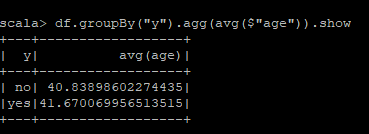 scala> df.groupBy("y").agg(avg($"age")).show
+---+-----------------+
| y| avg(age)|
+---+-----------------+
| no| 40.83898602274435|
|yes|41.670069956513515|
+---+-----------------+